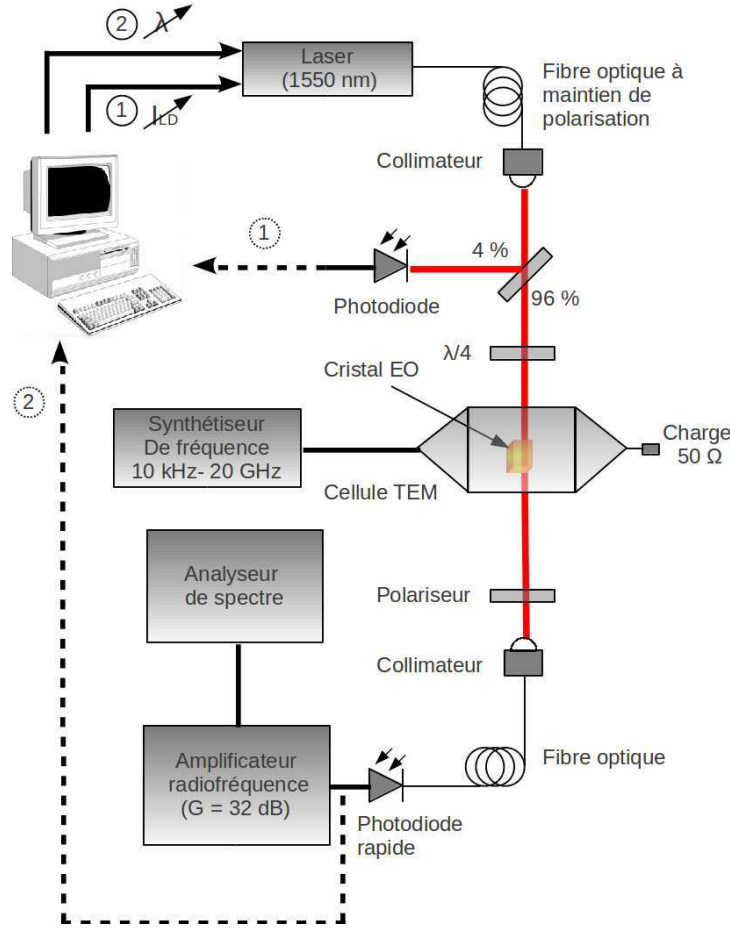 ② λ
Laser
(1550 nm)
① I_LD
Fibre optique à
maintien de
polarisation
Collimateur
①
4 %
Photodiode
96 %
λ/4
Cristal EO
②
Synthétiseur
De fréquence
10 kHz- 20 GHz
Charge
50 Ω
Cellule TEM
Analyseur
de spectre
Polariseur
Collimateur
Amplificateur
radiofréquence
(G = 32 dB)
Fibre optique
Photodiode
rapide